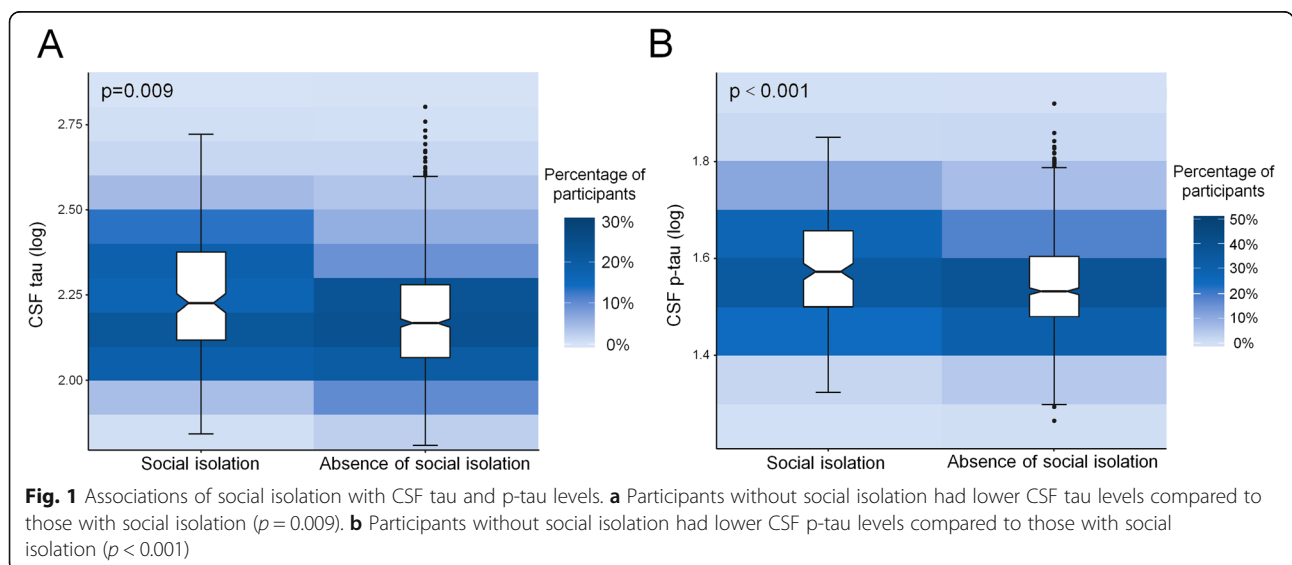 A
p=0.009
CSF tau (log)
2.75
2.50
2.25
2.00
Social isolation
Absence of social isolation
Percentage of
participants
30%
20%
10%
0%
B
p < 0.001
CSF p-tau (log)
1.8
1.6
1.4
Social isolation
Absence of social isolation
Percentage of
participants
50%
40%
30%
20%
10%
0%
Fig. 1 Associations of social isolation with CSF tau and p-tau levels. a Participants without social isolation had lower CSF tau levels compared to
those with social isolation (p = 0.009). b Participants without social isolation had lower CSF p-tau levels compared to those with social
isolation (p < 0.001)